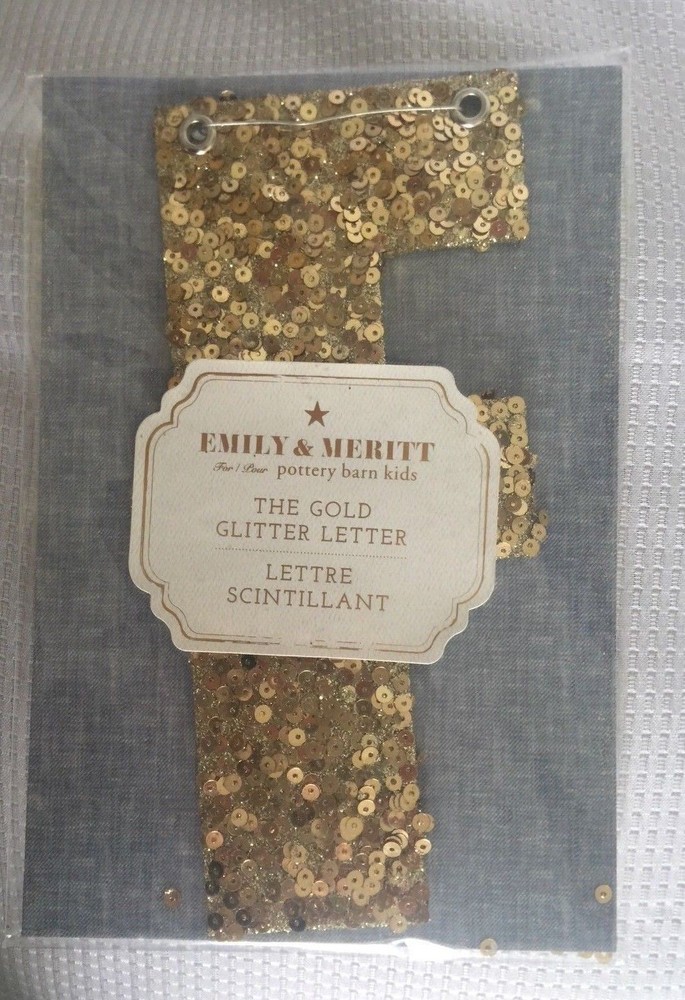 F
EMILY & MERITT
For / Pour pottery barn kids
THE GOLD
GLITTER LETTER
LETTRE
SCINTILLANT